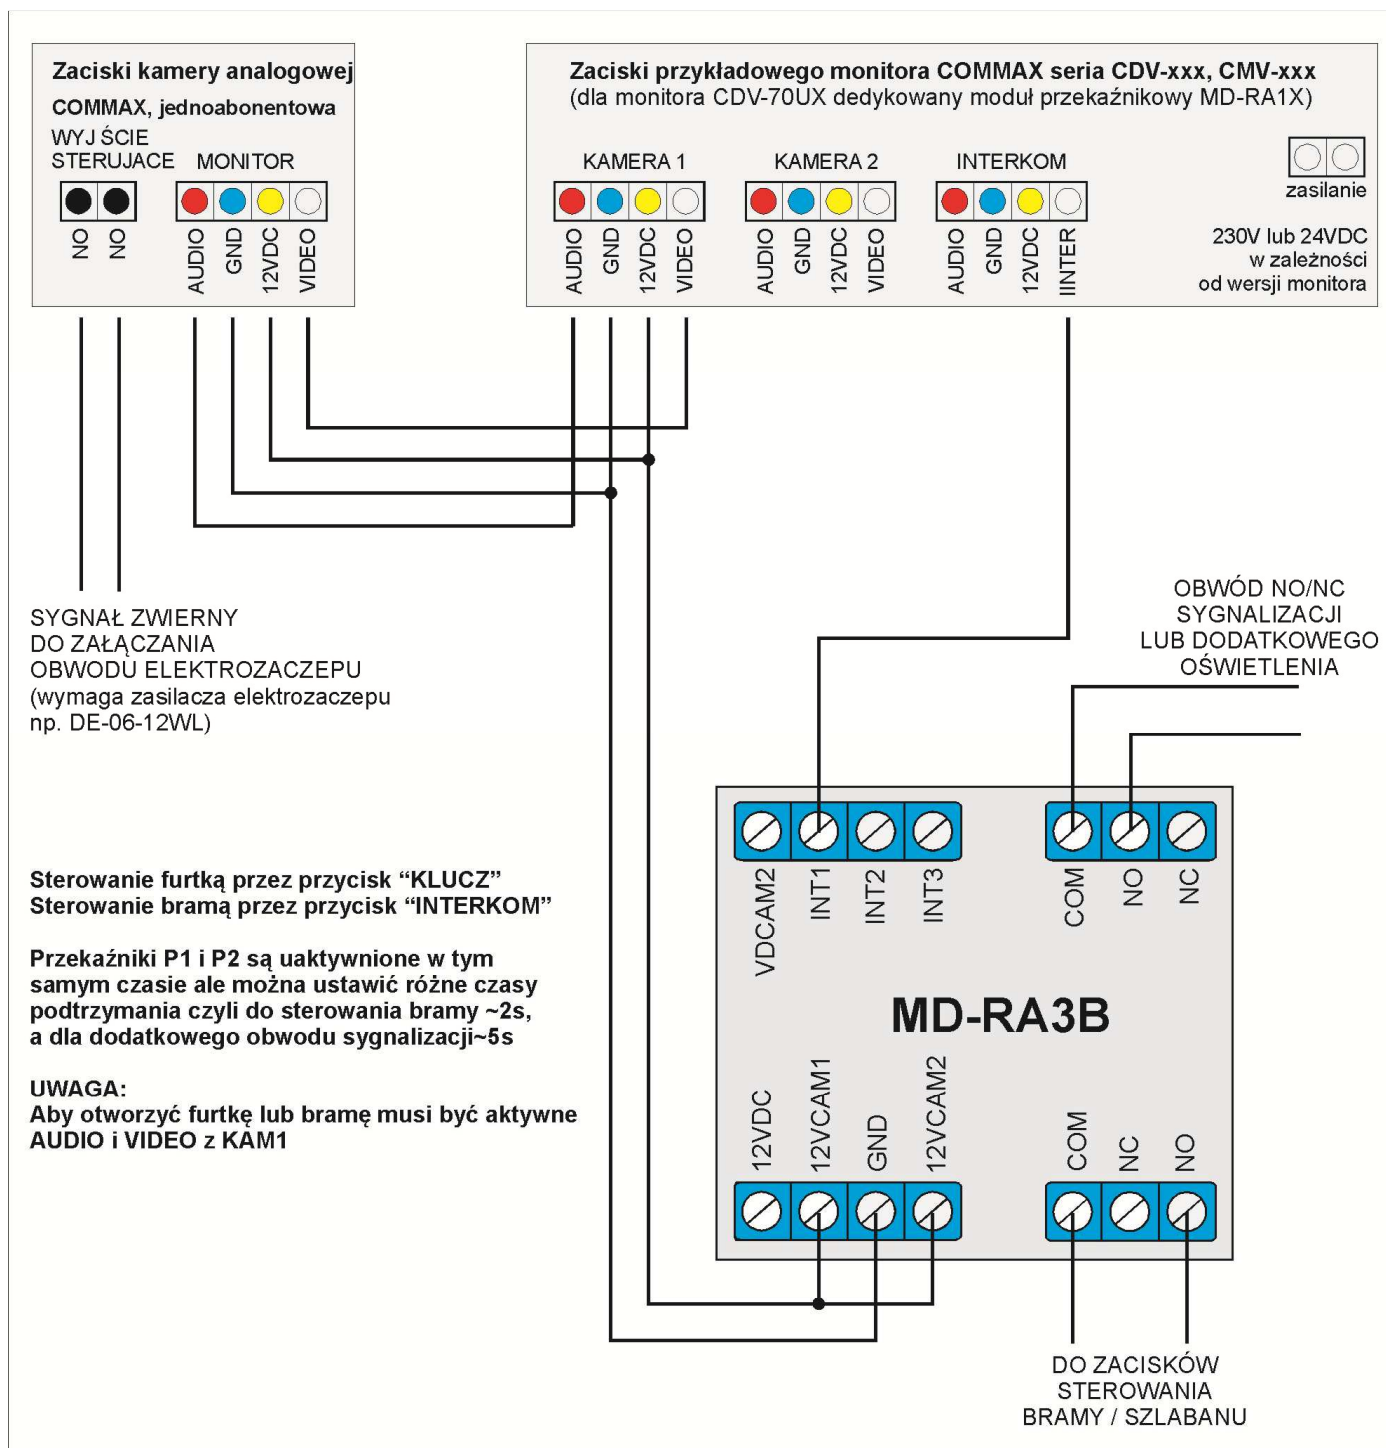 Zaciski kamery analogowej
COMMAX, jednoabonentowa
WYJ ŚCIE
STERUJACE
MONITOR
NO
NO
AUDIO
GND
12VDC
VIDEO
Zaciski przykładowego monitora COMMAX seria CDV-xxx, CMV-xxx
(dla monitora CDV-70UX dedykowany moduł przekaźnikowy MD-RA1X)
KAMERA 1
AUDIO
GND
12VDC
VIDEO
KAMERA 2
AUDIO
GND
12VDC
VIDEO
INTERKOM
AUDIO
GND
12VDC
IINTER
zasilanie
230V lub 24VDC
w zależności
od wersji monitora
SYGNAŁ ZWIERNY
DO ZAŁĄCZANIA
OBWODU ELEKTROZACZEPU
(wymaga zasilacza elektrozaczepu
np. DE-06-12WL)
OBWÓD NO/NC
SYGNALIZACJI
LUB DODATKOWEGO
OŚWIETLENIA
Sterowanie furtką przez przycisk “KLUCZ”
Sterowanie bramą przez przycisk “INTERKOM”
Przekaźniki P1 i P2 są uaktywnione w tym
samym czasie ale można ustawić różne czasy
podtrzymania czyli do sterowania bramy ~2s,
a dla dodatkowego obwodu sygnalizacji~5s
UWAGA:
Aby otworzyć furtkę lub bramę musi być aktywne
AUDIO i VIDEO z KAM1
VDCAM2
INT1
INT2
INT3
COM
NO
NC
MD-RA3B
12VDC
12VCAM1
GND
12VCAM2
COM
NC
NO
DO ZACISKÓW
STEROWANIA
BRAMY / SZLABANU